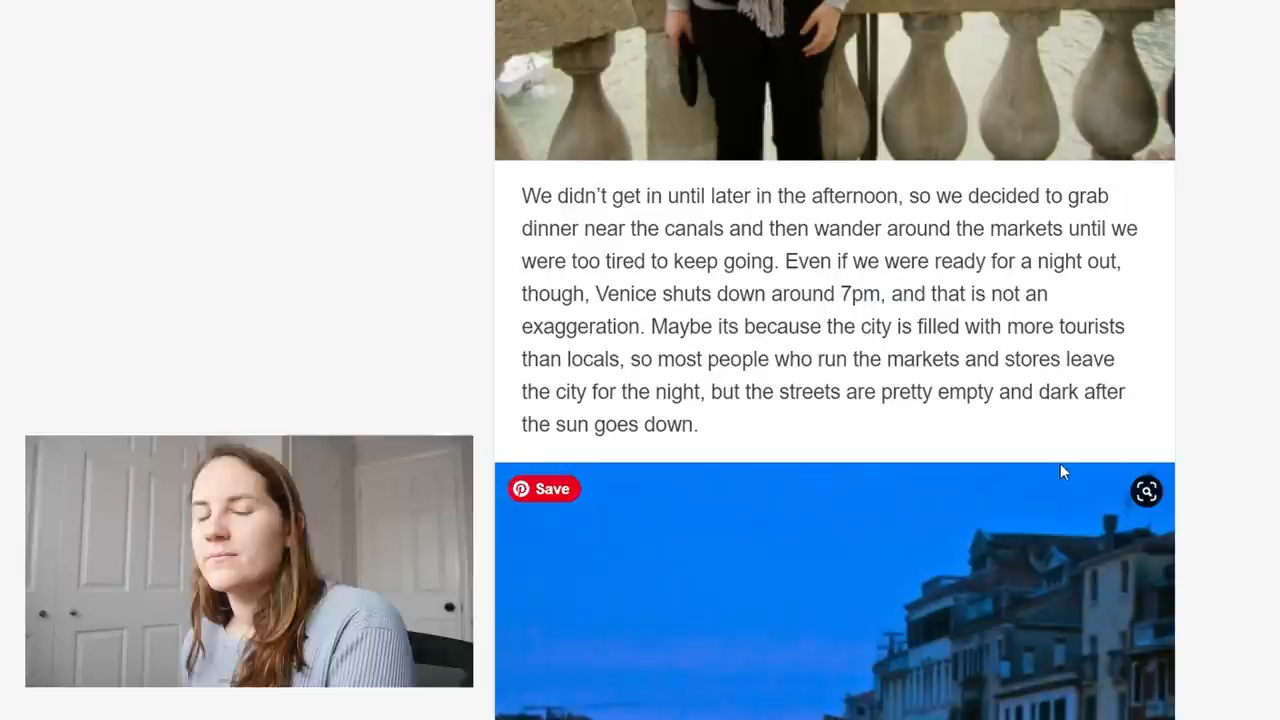 We didn’t get in until later in the afternoon, so we decided to grab
dinner near the canals and then wander around the markets until we
were too tired to keep going. Even if we were ready for a night out,
though, Venice shuts down around 7pm, and that is not an
exaggeration. Maybe its because the city is filled with more tourists
than locals, so most people who run the markets and stores leave
the city for the night, but the streets are pretty empty and dark after
the sun goes down.
Save